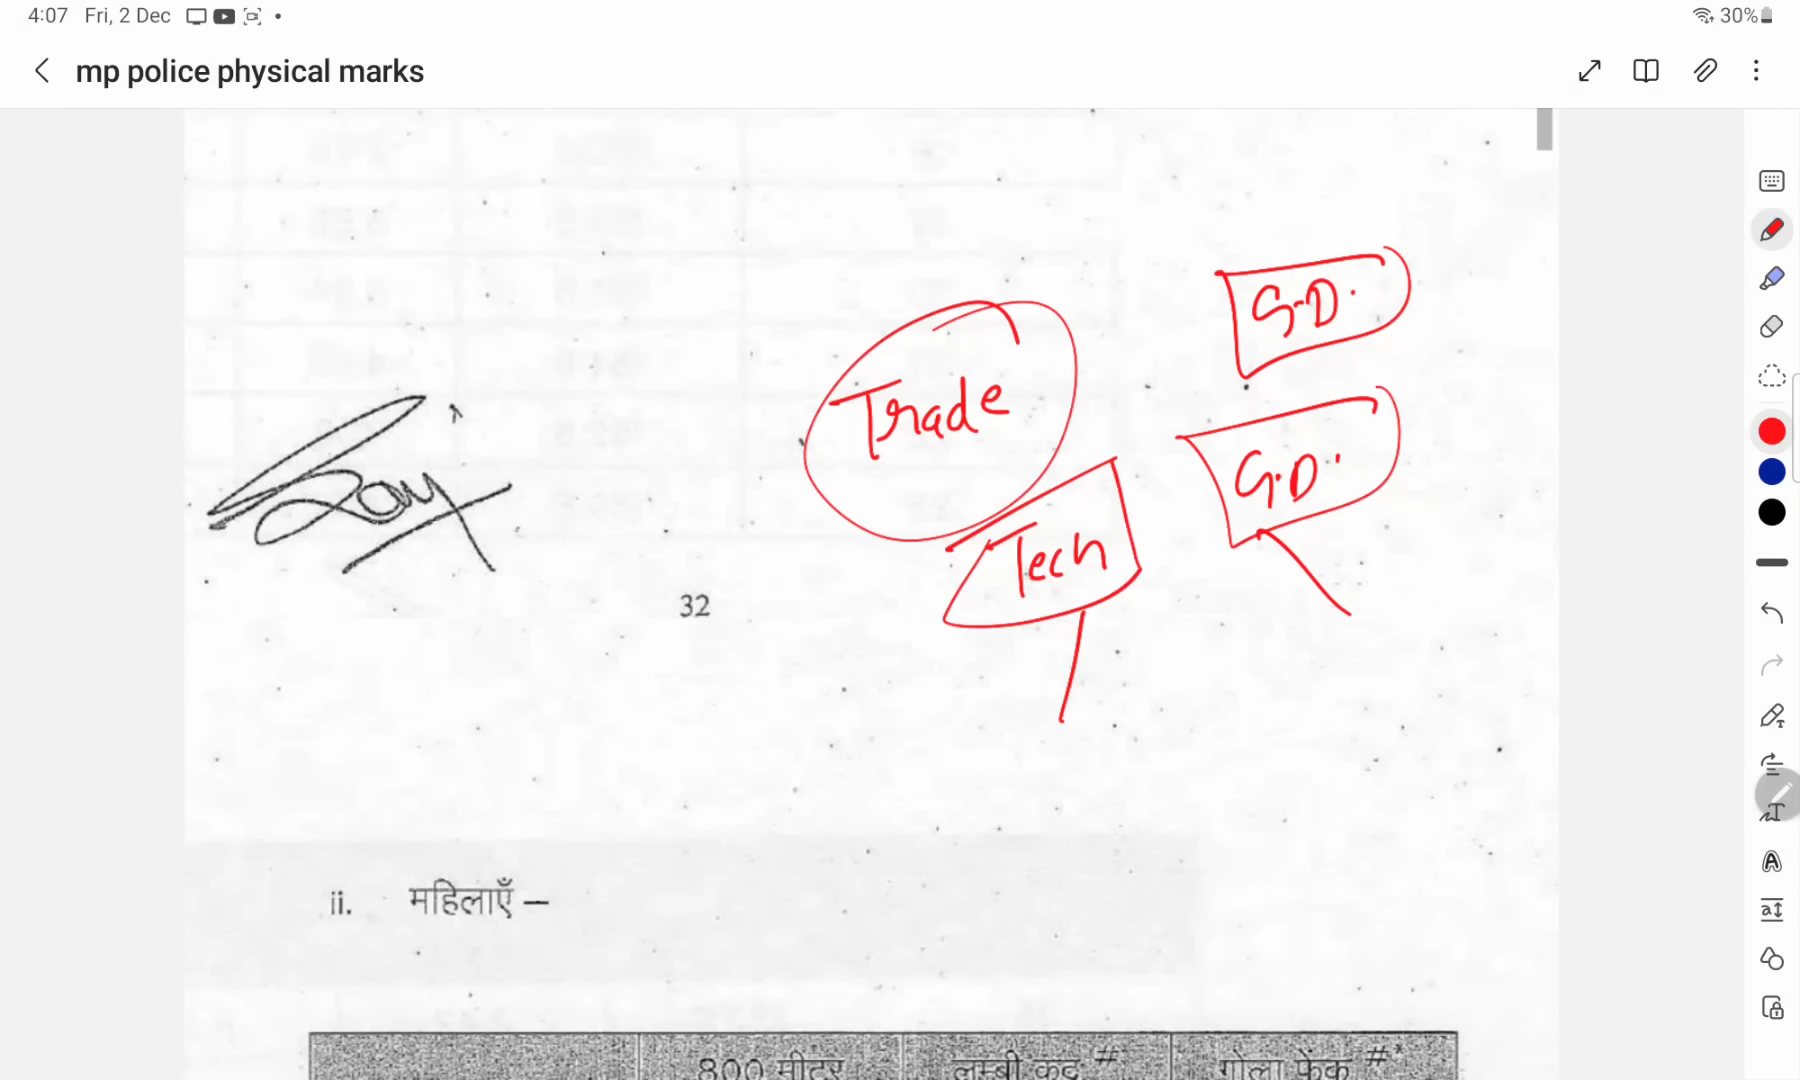 4:07 Fri, 2 Dec
30%
mp police physical marks
G.D.
Trade
G.D.
Tech
32
ii. महिलाएँ –
800 मीटर लम्बी कूद # गोला फेंक #*